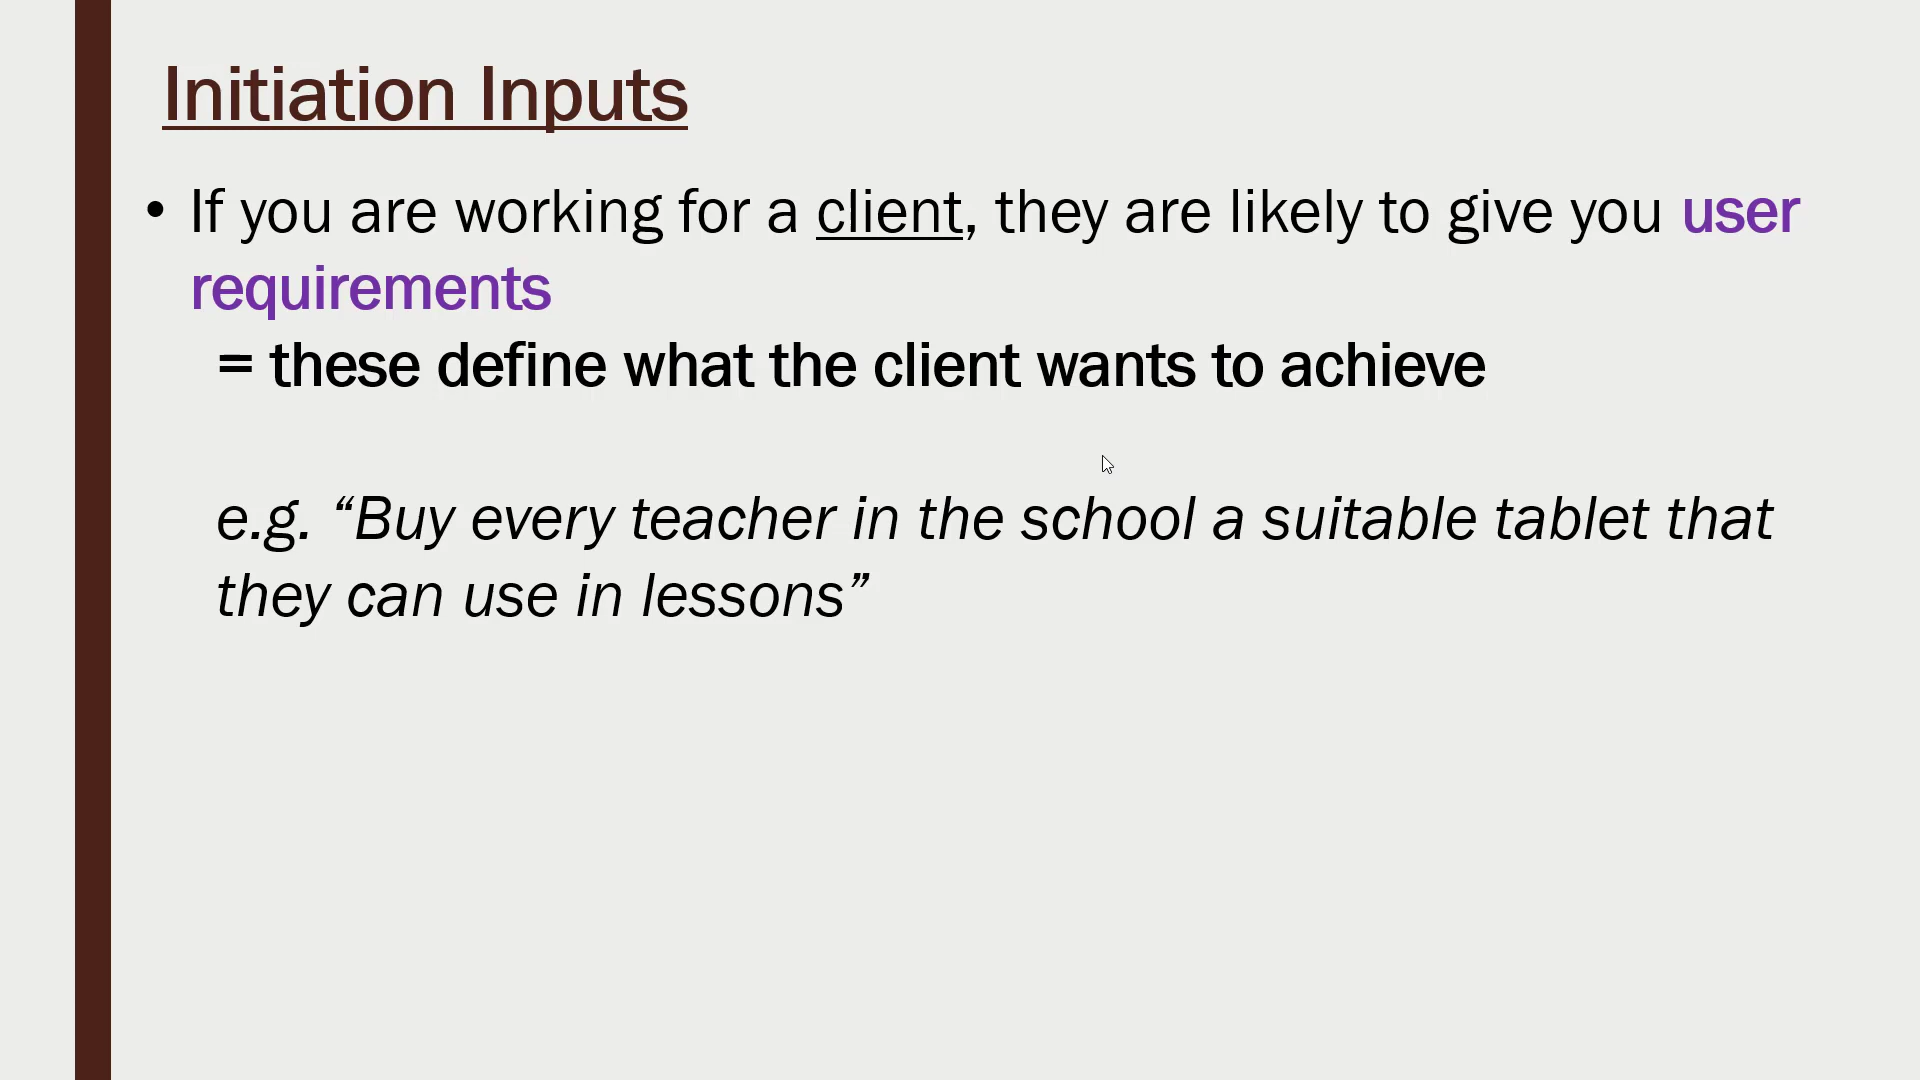 Initiation Inputs
• If you are working for a client, they are likely to give you user
requirements
= these define what the client wants to achieve
e.g. “Buy every teacher in the school a suitable tablet that
they can use in lessons”